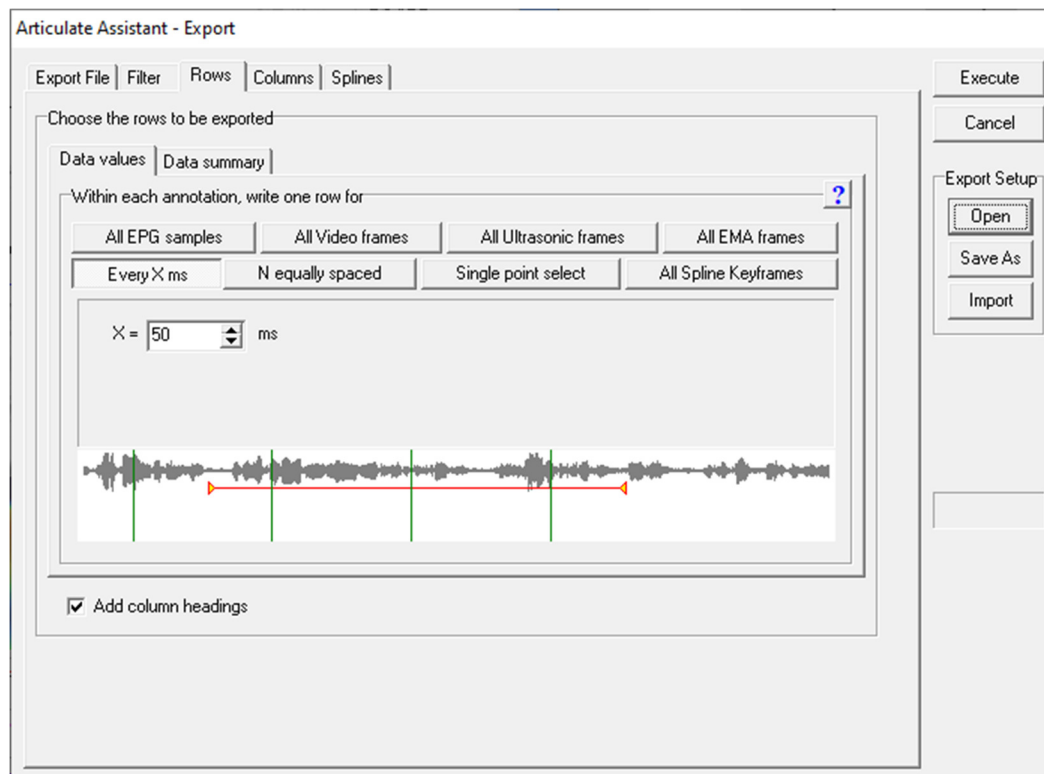 Articulate Assistant - Export
Export File Filter Rows Columns Splines
Execute
Cancel
Choose the rows to be exported
Data values Data summary
Within each annotation, write one row for
?
All EPG samples All Video frames All Ultrasonic frames All EMA frames
Every X ms N equally spaced Single point select All Spline Keyframes
X = 50 ms
Add column headings
Export Setup
Open
Save As
Import